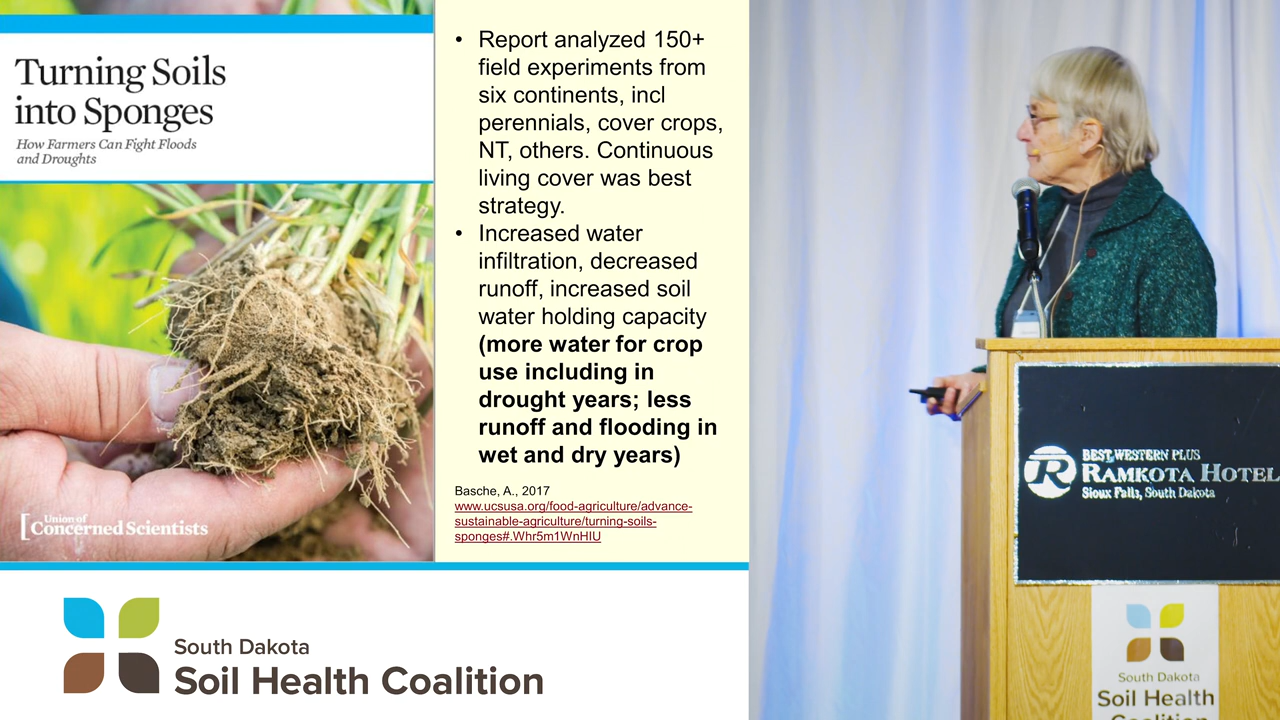 Turning Soils
into Sponges
How Farmers Can Fight Floods
and Droughts
Union of
Concerned Scientists
• Report analyzed 150+
field experiments from
six continents, incl
perennials, cover crops,
NT, others. Continuous
living cover was best
strategy.
• Increased water
infiltration, decreased
runoff, increased soil
water holding capacity
(more water for crop
use including in
drought years; less
runoff and flooding in
wet and dry years)
Basche, A., 2017
www.ucsusa.org/food-agriculture/advance-
sustainable-agriculture/turning-soils-
sponges#.Whr5m1WnHIU
South Dakota
Soil Health Coalition
R
BEST WESTERN PLUS
RAMKOTA HOTEL
Sioux Falls, South Dakota
South Dakota
Soil Health
Coalition